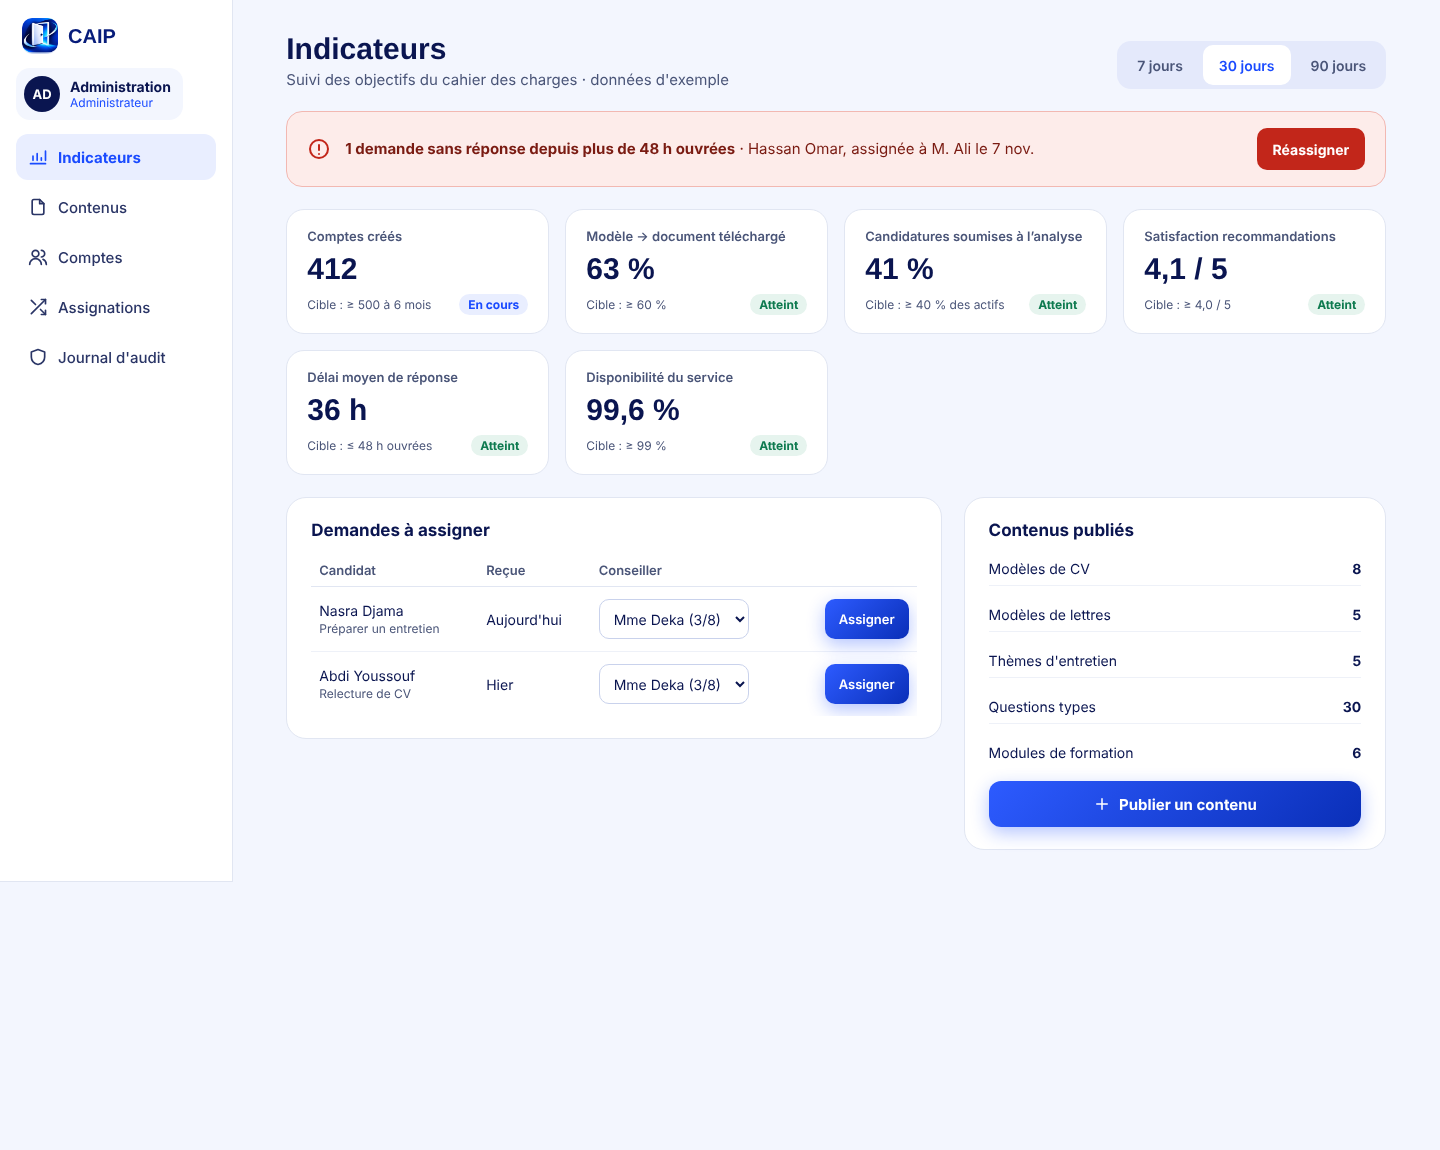 CAIP
AD
Administration
Administrateur
Indicateurs
Contenus
Comptes
Assignations
Journal d'audit
Indicateurs
Suivi des objectifs du cahier des charges · données d'exemple
7 jours
30 jours
90 jours
1 demande sans réponse depuis plus de 48 h ouvrées · Hassan Omar, assignée à M. Ali le 7 nov.
Réassigner
Comptes créés
412
Cible : ≥ 500 à 6 mois
En cours
Modèle → document téléchargé
63 %
Cible : ≥ 60 %
Atteint
Candidatures soumises à l’analyse
41 %
Cible : ≥ 40 % des actifs
Atteint
Satisfaction recommandations
4,1 / 5
Cible : ≥ 4,0 / 5
Atteint
Délai moyen de réponse
36 h
Cible : ≤ 48 h ouvrées
Atteint
Disponibilité du service
99,6 %
Cible : ≥ 99 %
Atteint
Demandes à assigner
Candidat Reçue Conseiller
Nasra Djama
Préparer un entretien
Aujourd'hui
Mme Deka (3/8)
Assigner
Abdi Youssouf
Relecture de CV
Hier
Mme Deka (3/8)
Assigner
Contenus publiés
Modèles de CV 8
Modèles de lettres 5
Thèmes d'entretien 5
Questions types 30
Modules de formation 6
+ Publier un contenu